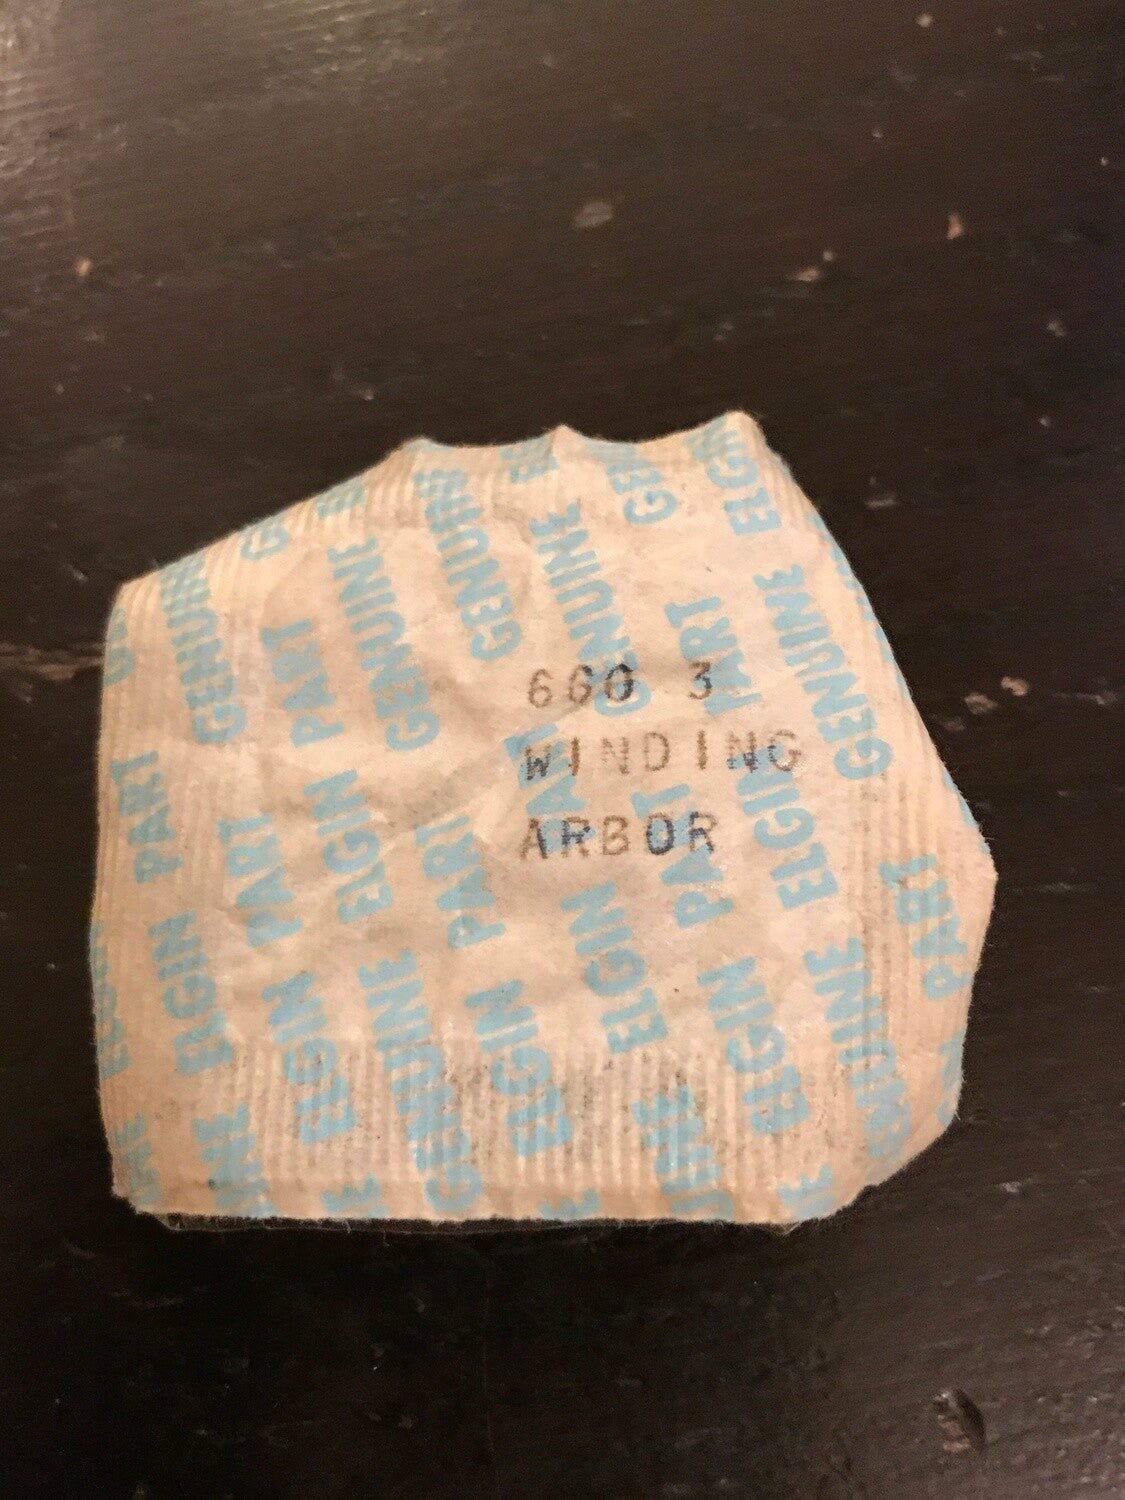 660 3
WINDING
ARBOR
GENUINE
ELGIN
PART